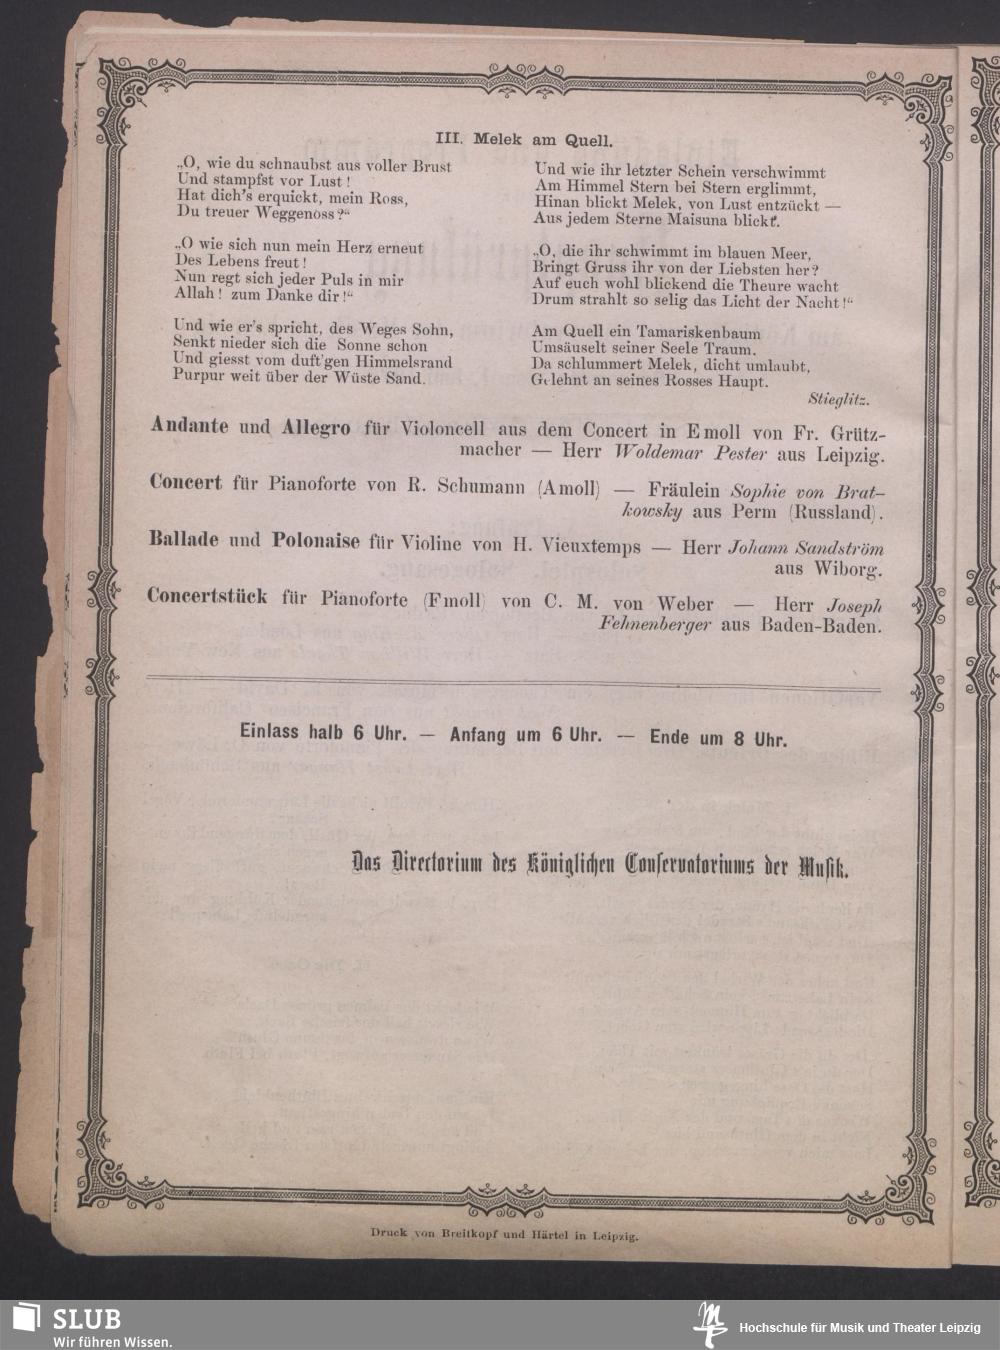 III. Melek am Quell.
„O, wie du schnaubst aus voller Brust
Und stampfst vor Lust!
Hat dich's erquickt, mein Ross,
Du treuer Weggenoss?“
„O wie sich nun mein Herz erneut
Des Lebens freut!
Nun regt sich jeder Puls in mir
Allah! zum Danke dir!“
Und wie er's spricht, des Weges Sohn,
Senkt nieder sich die Sonne schon
Und giesst vom duft'gen Himmelsrand
Purpur weit über der Wüste Sand.
Und wie ihr letzter Schein verschwimmt
Am Himmel Stern bei Stern erglimmt,
Hinan blickt Melek, von Lust entzückt —
Aus jedem Sterne Maisuna blickt.
„O, die ihr schwimmt im blauen Meer,
Bringt Gruss ihr von der Liebsten her?
Auf euch wohl blickend die Theure wacht
Drum strahlt so selig das Licht der Nacht!“
Am Quell ein Tamariskenbaum
Umsäuselt seiner Seele Traum.
Da schlummert Melek, dicht umlaubt,
Gelehnt an seines Rosses Haupt.
Stieglitz.
Andante und Allegro für Violoncell aus dem Concert in Emoll von Fr. Grütz-
macher — Herr Woldemar Pester aus Leipzig.
Concert für Pianoforte von R. Schumann (Amoll) — Fräulein Sophie von Brat-
kowsky aus Perm (Russland).
Ballade und Polonaise für Violine von H. Vieuxtemps — Herr Johann Sandström
aus Wiborg.
Concertstück für Pianoforte (Fmoll) von C. M. von Weber — Herr Joseph
Fehnenberger aus Baden-Baden.
Einlass halb 6 Uhr. — Anfang um 6 Uhr. — Ende um 8 Uhr.
Das Directorium des Königlichen Conservatoriums der Musik.
Druck von Breitkopf und Härtel in Leipzig.
SLUB
Wir führen Wissen.
Hochschule für Musik und Theater Leipzig